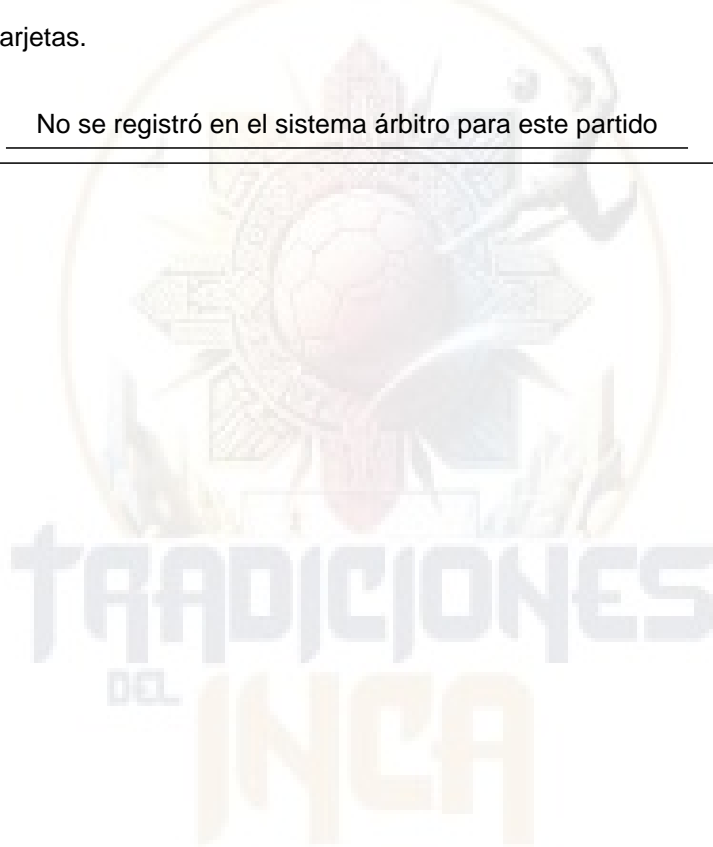 arjetas.
No se registró en el sistema árbitro para este partido
TRADICIONES
DEL
INCA